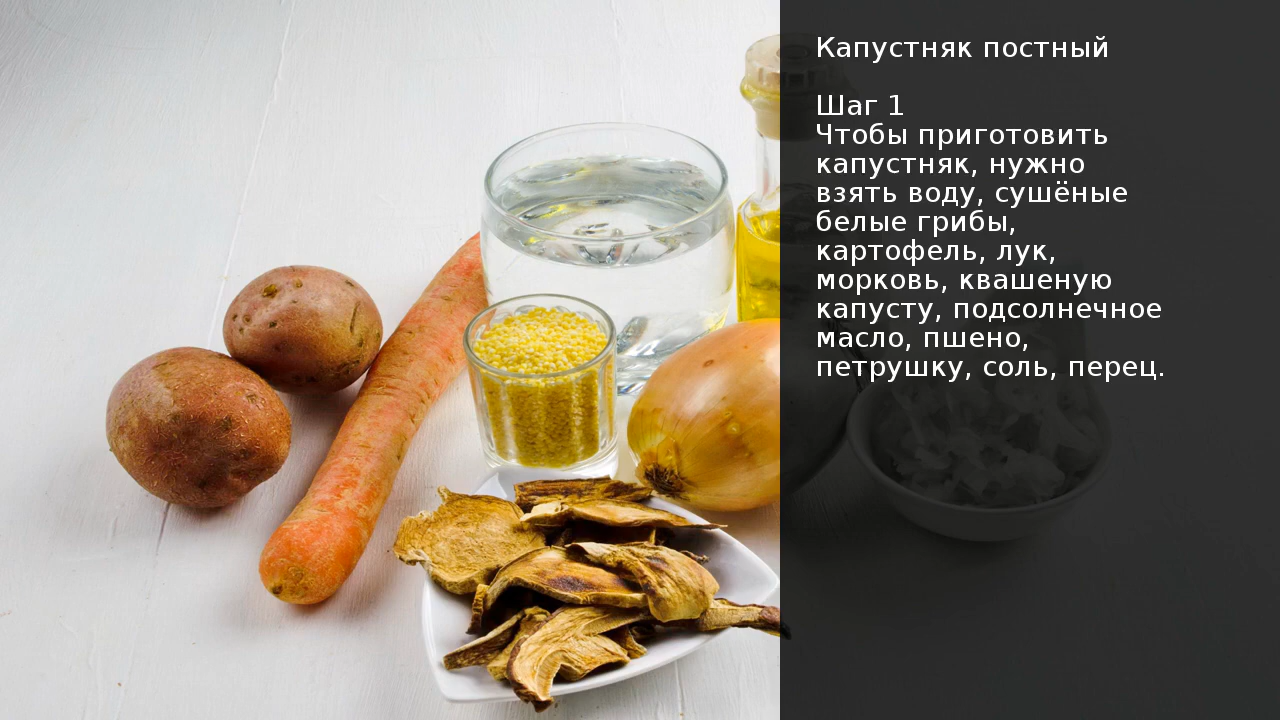 Капустняк постный
Шаг 1
Чтобы приготовить
капустняк, нужно
взять воду, сушёные
белые грибы,
картофель, лук,
морковь, квашеную
капусту, подсолнечное
масло, пшено,
петрушку, соль, перец.